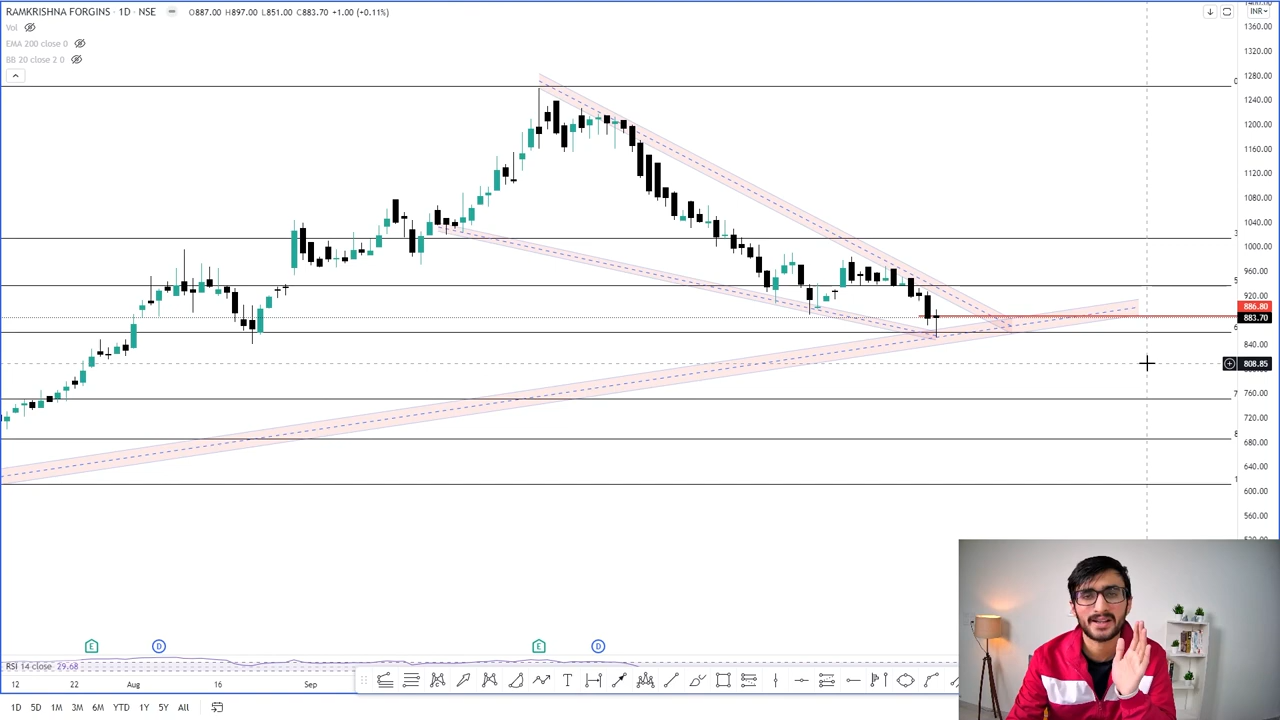 RAMKRISHNA FORGINS · 1D · NSE O887.00 H897.00 L851.00 C883.70 +1.00 (+0.11%)
INR
Vol
EMA 200 close 0
BB 20 close 2 0
1360.00
1320.00
1280.00
1240.00
1200.00
1160.00
1120.00
1080.00
1040.00
1000.00
960.00
920.00
886.80
883.70
840.00
808.85
760.00
720.00
680.00
640.00
600.00
560.00
E D E D
RSI 14 close 29.68
12 22 Aug 16 Sep
T
1D 5D 1M 3M 6M YTD 1Y 5Y All